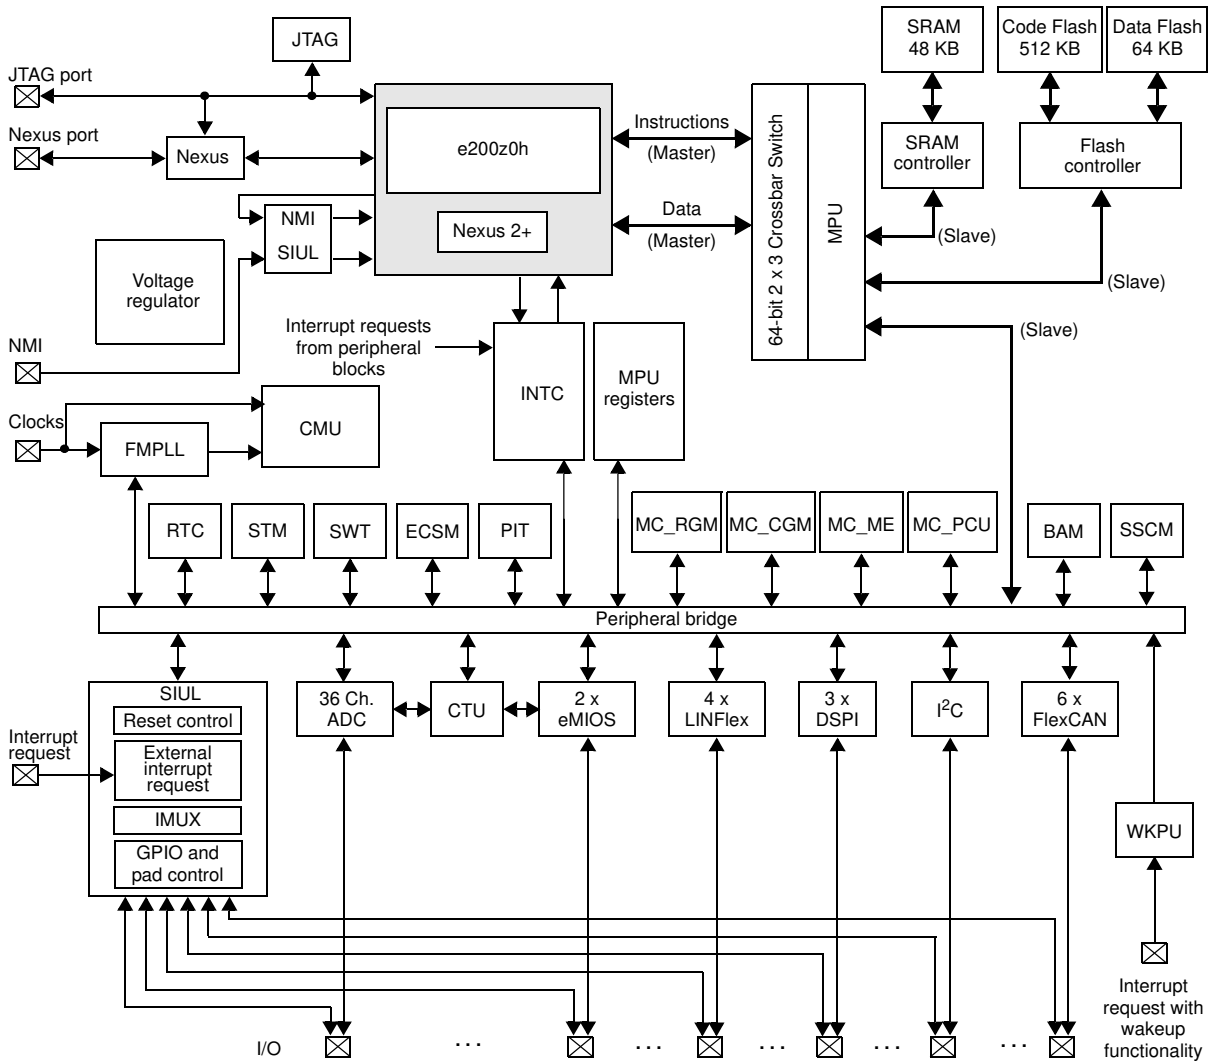 JTAG
SRAM
48 KB
Code Flash
512 KB
Data Flash
64 KB
JTAG port
Nexus port
Nexus
e200z0h
Nexus 2+
Instructions
(Master)
Data
(Master)
64-bit 2 x 3 Crossbar Switch
MPU
SRAM
controller
Flash
controller
(Slave)
(Slave)
(Slave)
NMI
SIUL
Voltage
regulator
NMI
Interrupt requests
from peripheral
blocks
INTC
MPU
registers
Clocks
FMPLL
CMU
RTC
STM
SWT
ECSM
PIT
MC_RGM
MC_CGM
MC_ME
MC_PCU
BAM
SSCM
Peripheral bridge
SIUL
Reset control
External
interrupt
request
IMUX
GPIO and
pad control
Interrupt
request
36 Ch.
ADC
CTU
2 x
eMIOS
4 x
LINFlex
3 x
DSPI
I²C
6 x
FlexCAN
WKPU
Interrupt
request with
wakeup
functionality
I/O
. . .
. . .
. . .
. . .
. . .